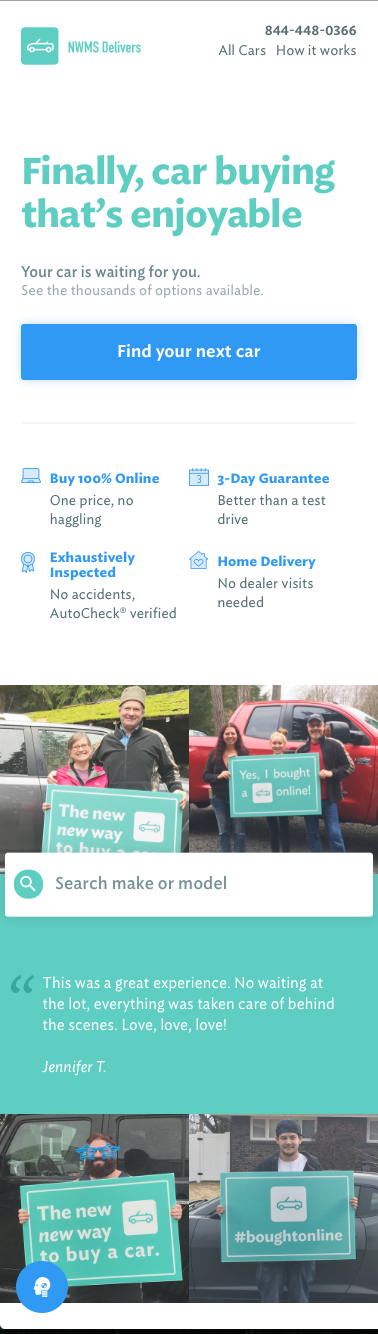 NWMS Delivers
844-448-0366
All Cars How it works
Finally, car buying
that's enjoyable
Your car is waiting for you.
See the thousands of options available.
Find your next car
Buy 100% Online
One price, no
haggling
3
3-Day Guarantee
Better than a test
drive
Exhaustively
Inspected
No accidents,
AutoCheck® verified
Home Delivery
No dealer visits
needed
The new
new way
to buy a car.
Yes, I bought
a online!
Search make or model
“ This was a great experience. No waiting at
the lot, everything was taken care of behind
the scenes. Love, love, love!
Jennifer T.
The new
new way
to buy a car.
#boughtonline